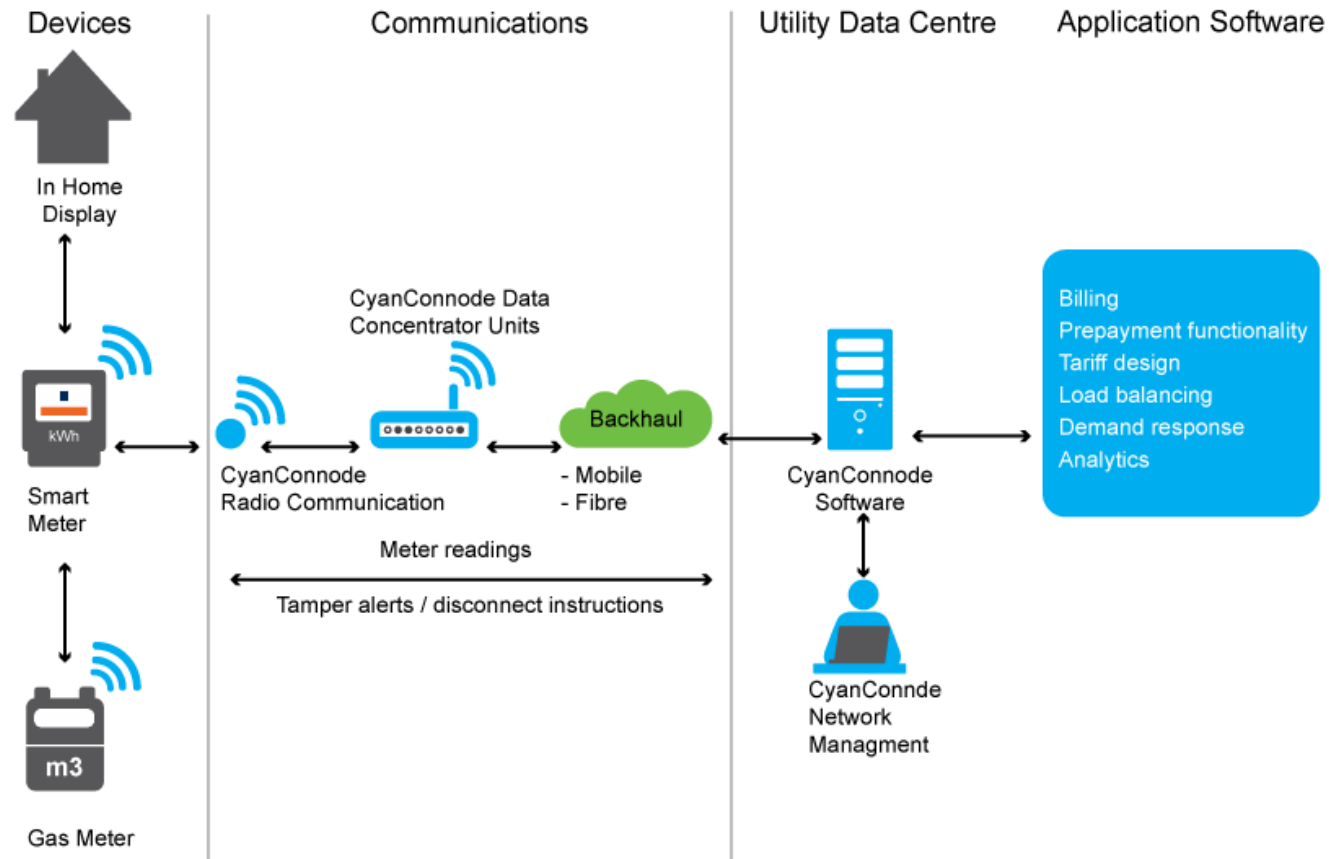 Devices
Communications
Utility Data Centre
Application Software
In Home
Display
kWh
Smart
Meter
m3
Gas Meter
CyanConnode Data
Concentrator Units
CyanConnode
Radio Communication
Backhaul
- Mobile
- Fibre
Meter readings
Tamper alerts / disconnect instructions
CyanConnode
Software
CyanConnde
Network
Managment
Billing
Prepayment functionality
Tariff design
Load balancing
Demand response
Analytics